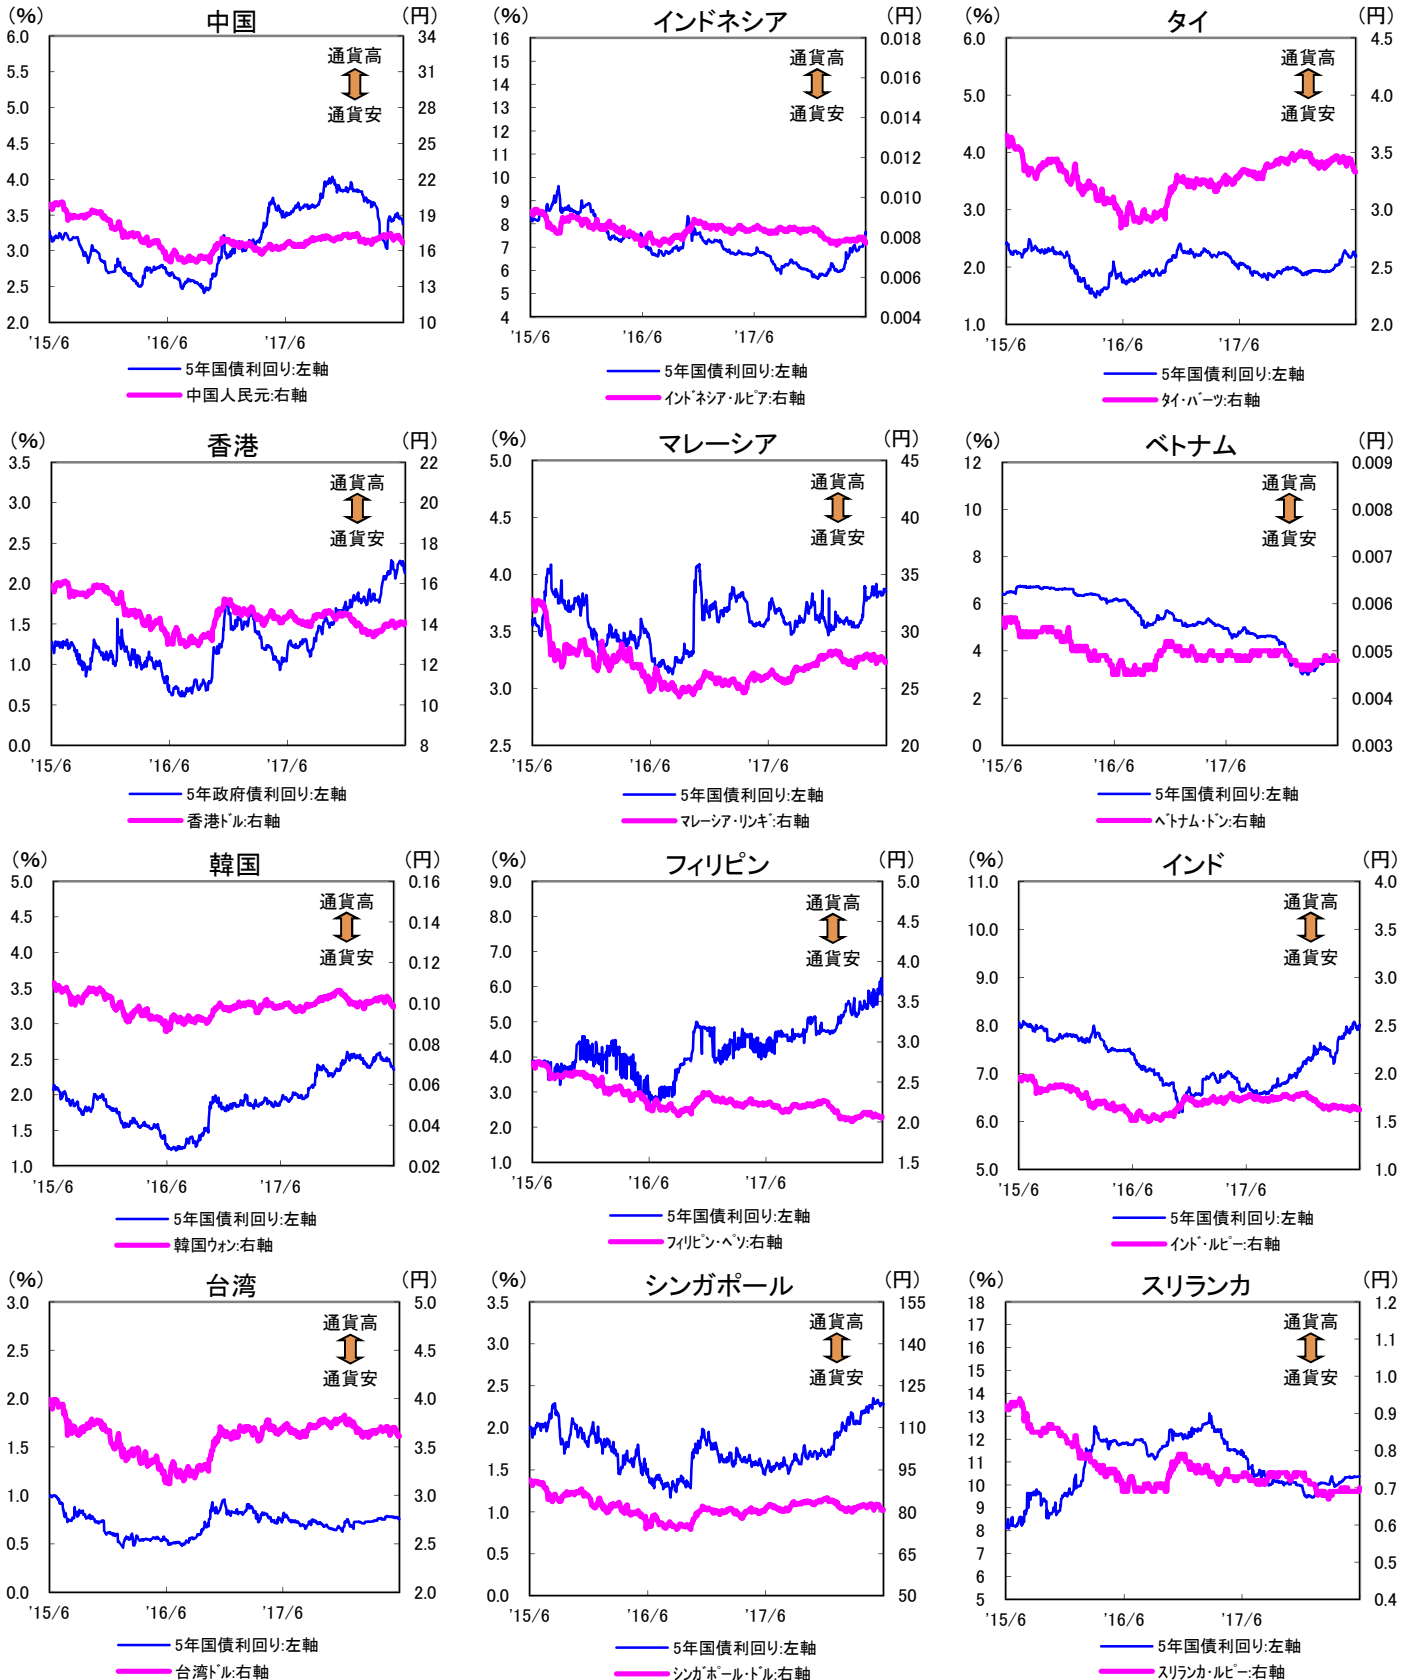 (%) 中国 (円)
6.0 34
5.5 31
5.0 28
4.5 25
4.0 22
3.5 19
3.0 16
2.5 13
2.0 10
通貨高
通貨安
'15/6 '16/6 '17/6
5年国債利回り:左軸
中国人民元:右軸
(%) インドネシア (円)
16 0.018
15
14 0.016
13
12 0.014
11
10 0.012
9
8 0.010
7 0.008
6 0.006
5
4 0.004
通貨高
通貨安
'15/6 '16/6 '17/6
5年国債利回り:左軸
インドネシア・ルピア:右軸
(%) タイ (円)
6.0 4.5
5.0 4.0
4.0 3.5
3.0 3.0
2.0 2.5
1.0 2.0
通貨高
通貨安
'15/6 '16/6 '17/6
5年国債利回り:左軸
タイ・バーツ:右軸
(%) 香港 (円)
3.5 22
3.0 20
2.5 18
2.0 16
1.5 14
1.0 12
0.5 10
0.0 8
通貨高
通貨安
'15/6 '16/6 '17/6
5年政府債利回り:左軸
香港ドル:右軸
(%) マレーシア (円)
5.0 45
4.5 40
4.0 35
3.5 30
3.0 25
2.5 20
通貨高
通貨安
'15/6 '16/6 '17/6
5年国債利回り:左軸
マレーシア・リンギ:右軸
(%) ベトナム (円)
12 0.009
10 0.008
8 0.007
6 0.006
4 0.005
2 0.004
0 0.003
通貨高
通貨安
'15/6 '16/6 '17/6
5年国債利回り:左軸
ベトナム・ドン:右軸
(%) 韓国 (円)
5.0 0.16
4.5 0.14
4.0 0.12
3.5 0.10
3.0 0.08
2.5 0.06
2.0 0.04
1.5 0.02
1.0
通貨高
通貨安
'15/6 '16/6 '17/6
5年国債利回り:左軸
韓国ウォン:右軸
(%) フィリピン (円)
9.0 5.0
8.0 4.5
7.0 4.0
6.0 3.5
5.0 3.0
4.0 2.5
3.0 2.0
2.0 1.5
1.0
通貨高
通貨安
'15/6 '16/6 '17/6
5年国債利回り:左軸
フィリピン・ペソ:右軸
(%) インド (円)
11.0 4.0
10.0 3.5
9.0 3.0
8.0 2.5
7.0 2.0
6.0 1.5
5.0 1.0
通貨高
通貨安
'15/6 '16/6 '17/6
5年国債利回り:左軸
インド・ルピー:右軸
(%) 台湾 (円)
3.0 5.0
2.5 4.5
2.0 4.0
1.5 3.5
1.0 3.0
0.5 2.5
0.0 2.0
通貨高
通貨安
'15/6 '16/6 '17/6
5年国債利回り:左軸
台湾ドル:右軸
(%) シンガポール (円)
3.5 155
3.0 140
2.5 125
2.0 110
1.5 95
1.0 80
0.5 65
0.0 50
通貨高
通貨安
'15/6 '16/6 '17/6
5年国債利回り:左軸
シンガポール・ドル:右軸
(%) スリランカ (円)
18 1.2
17
16 1.1
15 1.0
14
13 0.9
12 0.8
11
10 0.7
9
8 0.6
7 0.5
6
5 0.4
通貨高
通貨安
'15/6 '16/6 '17/6
5年国債利回り:左軸
スリランカ・ルピー:右軸